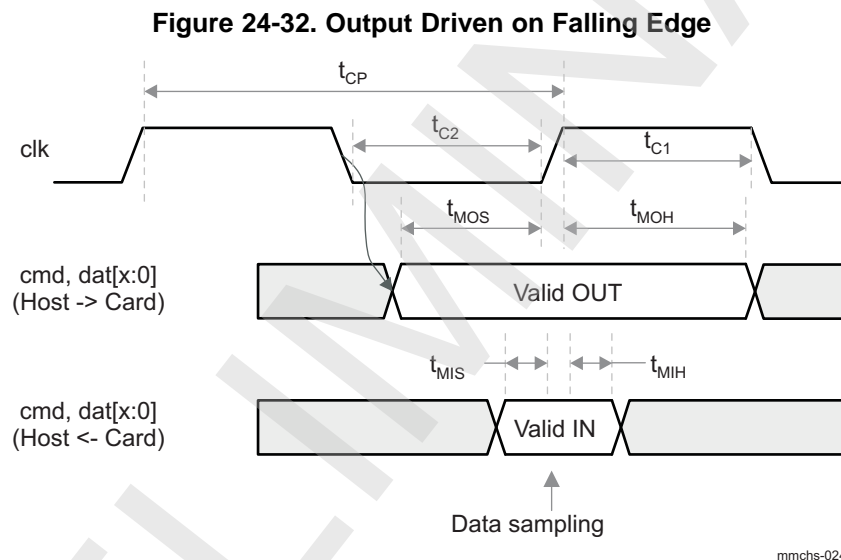 Figure 24-32. Output Driven on Falling Edge
tCP
clk
tC2
tC1
tMOS
tMOH
cmd, dat[x:0]
(Host -> Card)
Valid OUT
tMIS
tMIH
cmd, dat[x:0]
(Host <- Card)
Valid IN
Data sampling